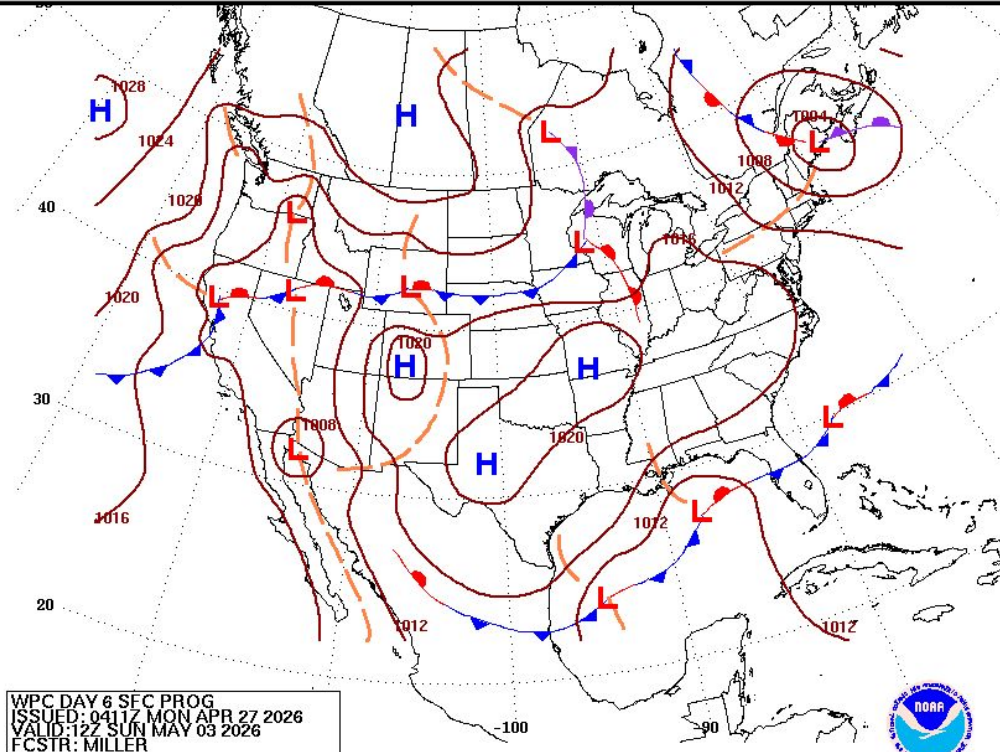 1028
H
H
1024
1004
L
L
1008
1012
1020
40
L
L
1016
1020
L
L
L
1020
H
H
30
1008
L
L
1020
H
1016
1012
L
L
20
1012
1012
WPC DAY 6 SFC PROG
ISSUED: 0411Z MON APR 27 2026
VALID:12Z SUN MAY 03 2026
FCSTR: MILLER
-100
-90
NOAA